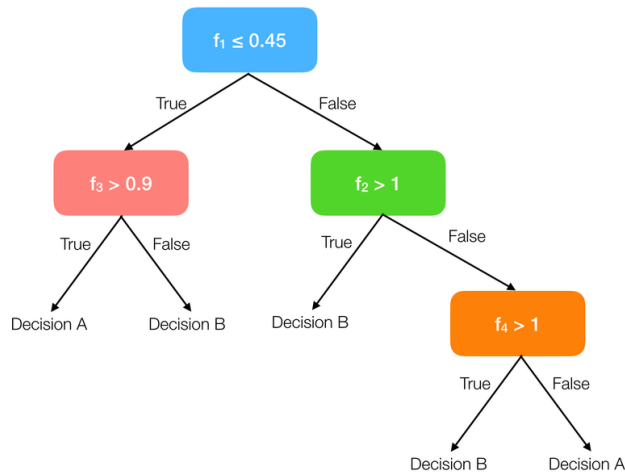 f₁ ≤ 0.45
True
False
f₃ > 0.9
f₂ > 1
True
False
True
False
Decision A
Decision B
Decision B
f₄ > 1
True
False
Decision B
Decision A